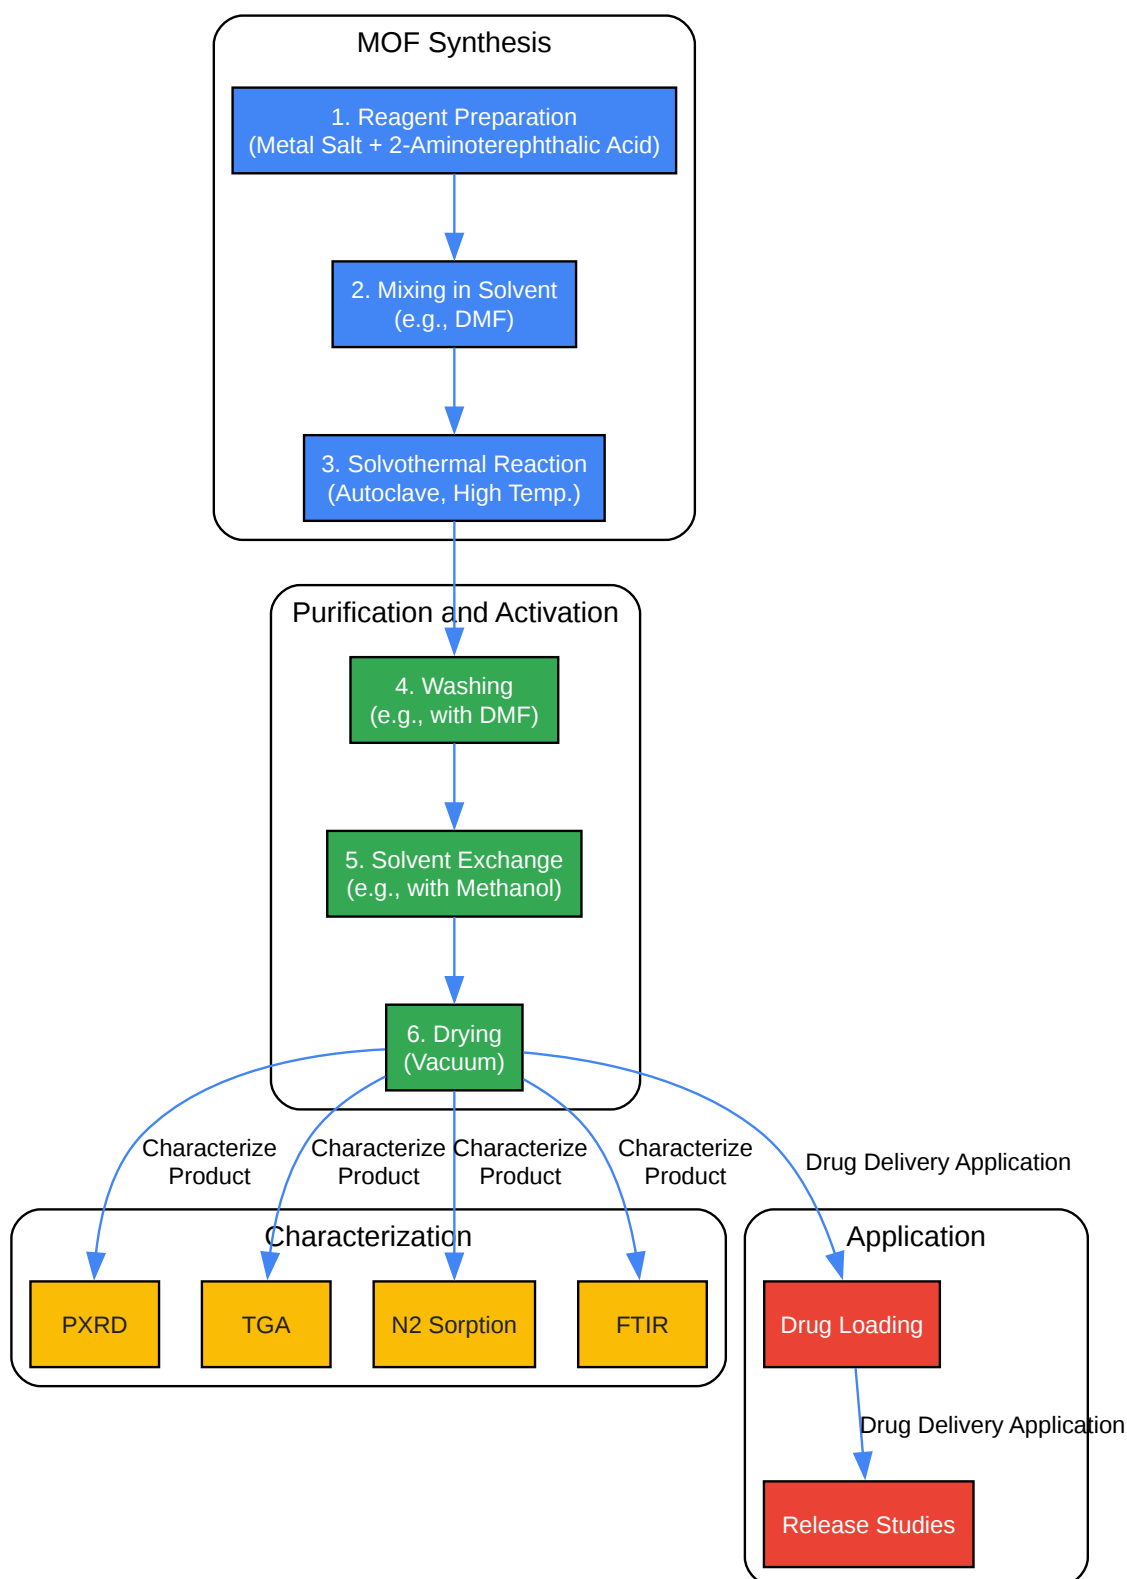 MOF Synthesis
1. Reagent Preparation
(Metal Salt + 2-Aminoterephthalic Acid)
2. Mixing in Solvent
(e.g., DMF)
3. Solvothermal Reaction
(Autoclave, High Temp.)
Purification and Activation
4. Washing
(e.g., with DMF)
5. Solvent Exchange
(e.g., with Methanol)
6. Drying
(Vacuum)
Characterize
Product
Characterize
Product
Characterize
Product
Characterize
Product
Drug Delivery Application
Characterization
PXRD
TGA
N2 Sorption
FTIR
Application
Drug Loading
Drug Delivery Application
Release Studies